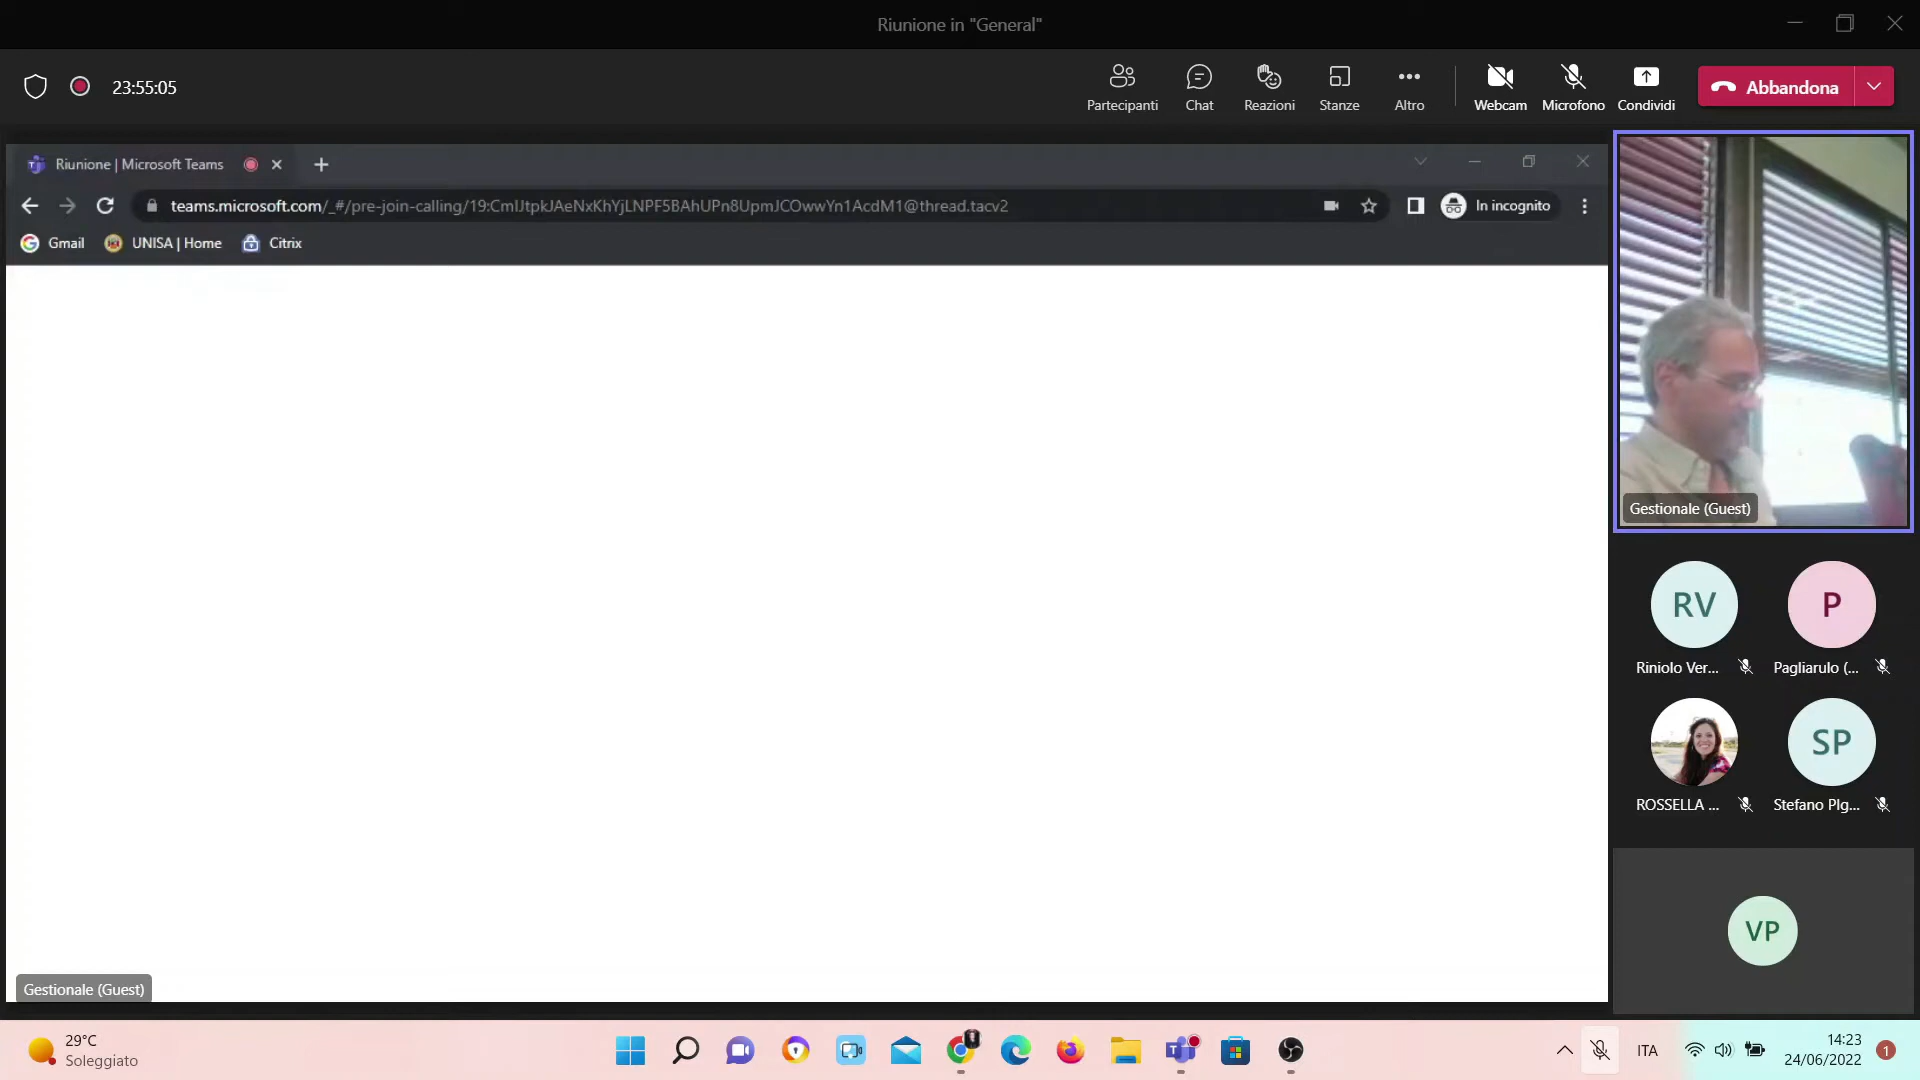 Riunione in "General"
23:55:05
Partecipanti
Chat
Reazioni
Stanze
Altro
Webcam
Microfono
Condividi
Abbandona
Riunione | Microsoft Teams
teams.microsoft.com/_#/pre-join-calling/19:CmlJtpkJAeNxKhYjLNPF5BAhUPn8UpmJCOwwYn1AcdM1@thread.tacv2
In incognito
Gmail
UNISA | Home
Citrix
Gestionale (Guest)
RV
P
Riniolo Ver...
Pagliarulo (...
SP
ROSSELLA ...
Stefano PIg...
VP
Gestionale (Guest)
29°C
Soleggiato
ITA
14:23
24/06/2022
1